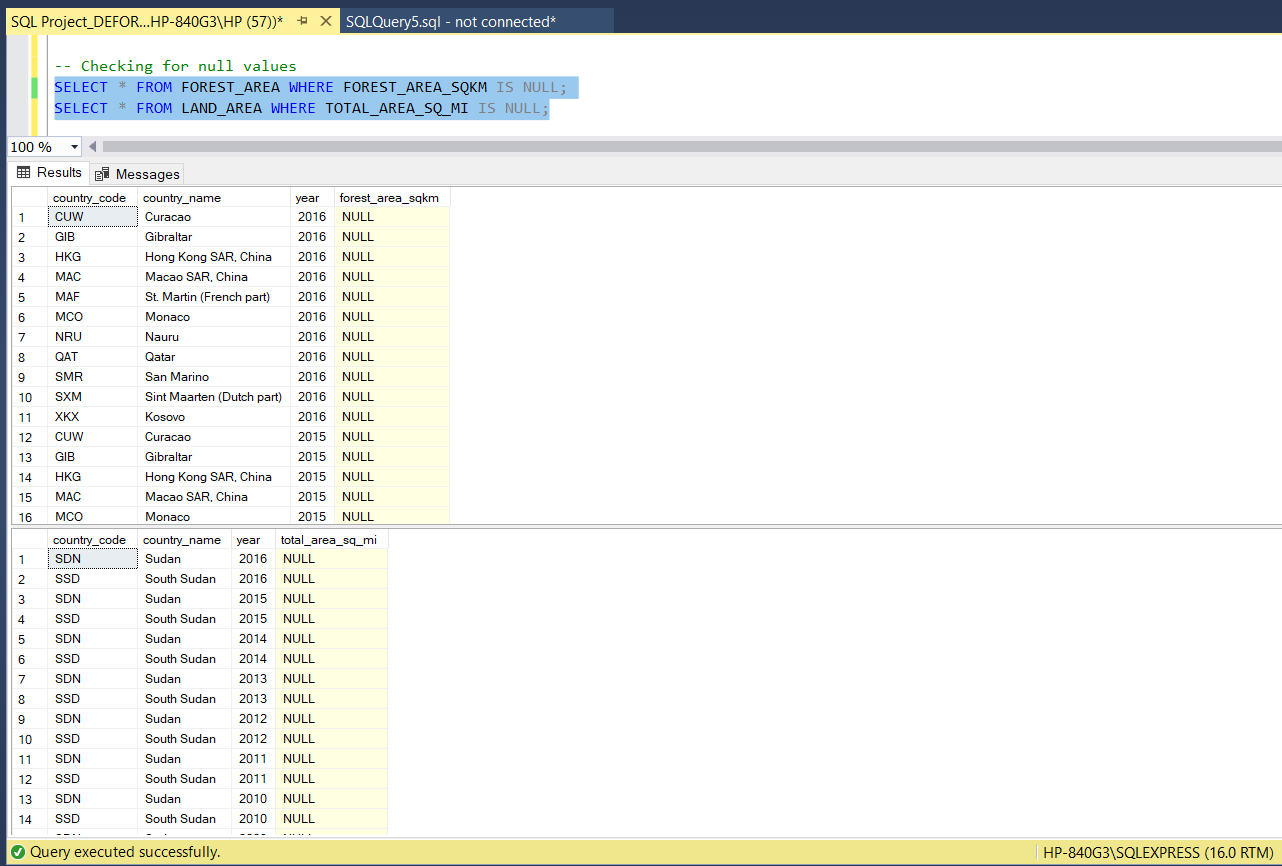 SQL Project_DEFOR...HP-840G3\HP (57))* SQLQuery5.sql - not connected*
-- Checking for null values
SELECT * FROM FOREST_AREA WHERE FOREST_AREA_SQKM IS NULL;
SELECT * FROM LAND_AREA WHERE TOTAL_AREA_SQ_MI IS NULL;
100 %
Results Messages
country_code country_name year forest_area_sqkm
1 CUW Curacao 2016 NULL
2 GIB Gibraltar 2016 NULL
3 HKG Hong Kong SAR, China 2016 NULL
4 MAC Macao SAR, China 2016 NULL
5 MAF St. Martin (French part) 2016 NULL
6 MCO Monaco 2016 NULL
7 NRU Nauru 2016 NULL
8 QAT Qatar 2016 NULL
9 SMR San Marino 2016 NULL
10 SXM Sint Maarten (Dutch part) 2016 NULL
11 XKX Kosovo 2016 NULL
12 CUW Curacao 2015 NULL
13 GIB Gibraltar 2015 NULL
14 HKG Hong Kong SAR, China 2015 NULL
15 MAC Macao SAR, China 2015 NULL
16 MCO Monaco 2015 NULL
country_code country_name year total_area_sq_mi
1 SDN Sudan 2016 NULL
2 SSD South Sudan 2016 NULL
3 SDN Sudan 2015 NULL
4 SSD South Sudan 2015 NULL
5 SDN Sudan 2014 NULL
6 SSD South Sudan 2014 NULL
7 SDN Sudan 2013 NULL
8 SSD South Sudan 2013 NULL
9 SDN Sudan 2012 NULL
10 SSD South Sudan 2012 NULL
11 SDN Sudan 2011 NULL
12 SSD South Sudan 2011 NULL
13 SDN Sudan 2010 NULL
14 SSD South Sudan 2010 NULL
Query executed successfully. HP-840G3\SQLEXPRESS (16.0 RTM)